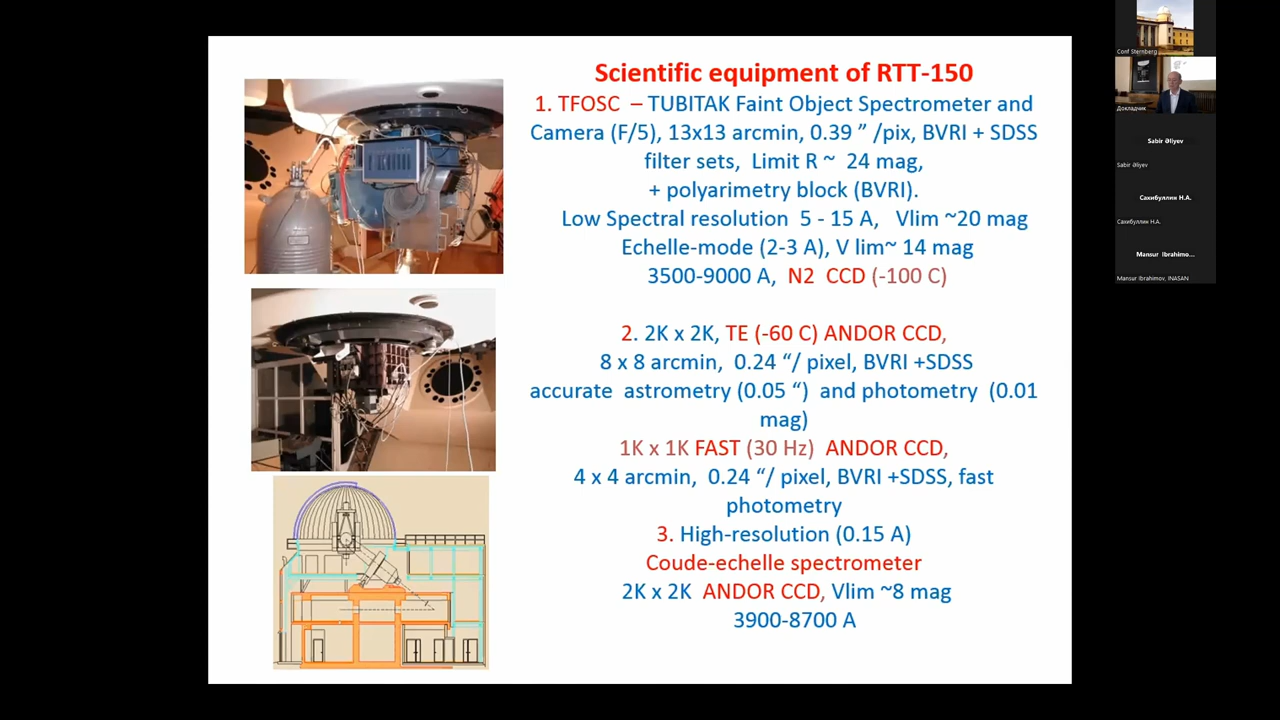 Scientific equipment of RTT-150
1. TFOSC – TUBITAK Faint Object Spectrometer and
Camera (F/5), 13x13 arcmin, 0.39 ” /pix, BVRI + SDSS
filter sets, Limit R ~ 24 mag,
+ polyarimetry block (BVRI).
Low Spectral resolution 5 - 15 A, Vlim ~20 mag
Echelle-mode (2-3 A), V lim~ 14 mag
3500-9000 A, N2 CCD (-100 C)
2. 2K x 2K, TE (-60 C) ANDOR CCD,
8 x 8 arcmin, 0.24 “/ pixel, BVRI +SDSS
accurate astrometry (0.05 “) and photometry (0.01
mag)
1K x 1K FAST (30 Hz) ANDOR CCD,
4 x 4 arcmin, 0.24 “/ pixel, BVRI +SDSS, fast
photometry
3. High-resolution (0.15 A)
Coude-echelle spectrometer
2K x 2K ANDOR CCD, Vlim ~8 mag
3900-8700 A
Conf Sternberg
Докладчик
Sabir Əliyev
Sabir Əliyev
Сахибуллин Н.А.
Сахибуллин Н.А.
Mansur Ibrahimo...
Mansur Ibrahimov, INASAN